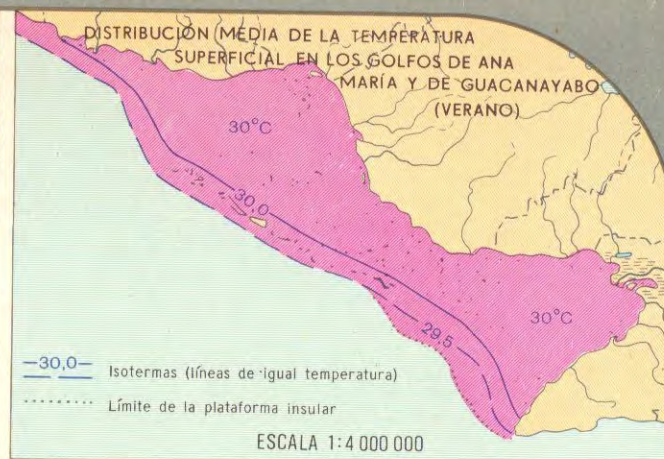 DISTRIBUCIÓN MEDIA DE LA TEMPERATURA
SUPERFICIAL EN LOS GOLFOS DE ANA
MARÍA Y DE GUACANAYABO
(VERANO)
30°C
30,0
30°C
29,5
—30,0— Isotermas (líneas de igual temperatura)
Límite de la plataforma insular
ESCALA 1:4 000 000